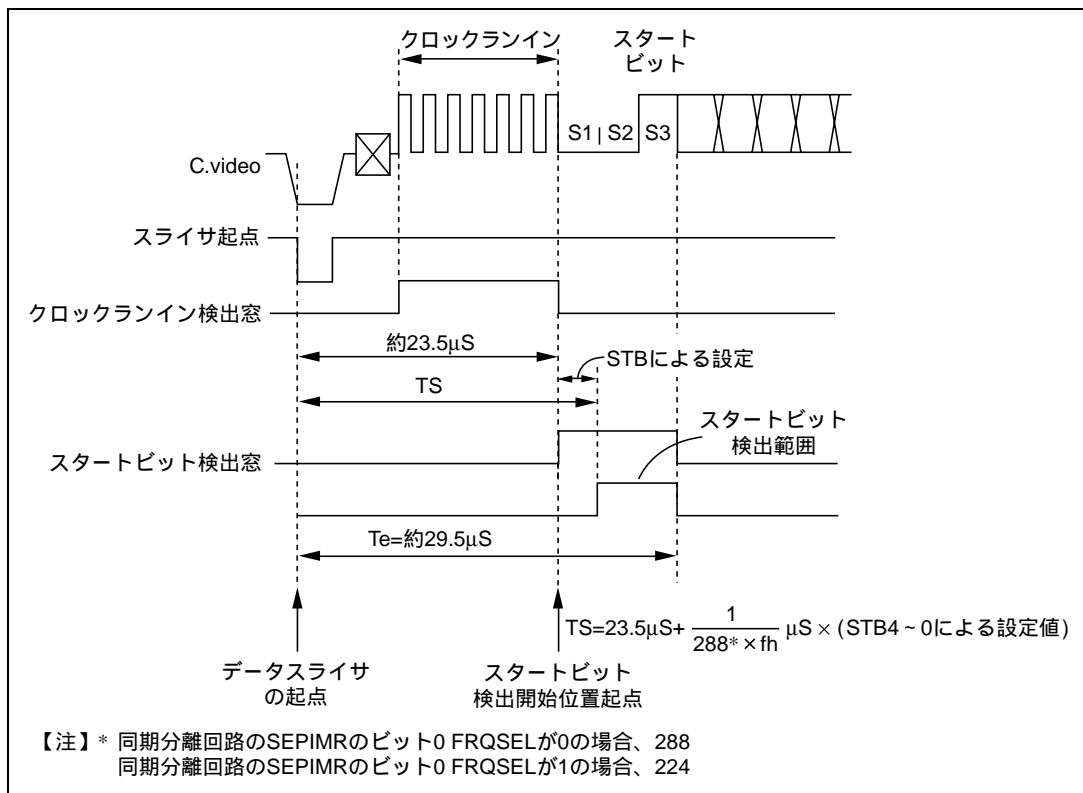 クロックランイン
スタート
ビット
S1 | S2 S3
C.video
スライサ起点
クロックランイン検出窓
約23.5μS
STBによる設定
TS
スタートビット
検出範囲
スタートビット検出窓
Te=約29.5μS
TS=23.5μS+ 1/288*×fh μS × (STB4~0による設定値)
データスライサ
の起点
スタートビット
検出開始位置起点
【注】* 同期分離回路のSEPIMRのビット0 FRQSELが0の場合、288
同期分離回路のSEPIMRのビット0 FRQSELが1の場合、224